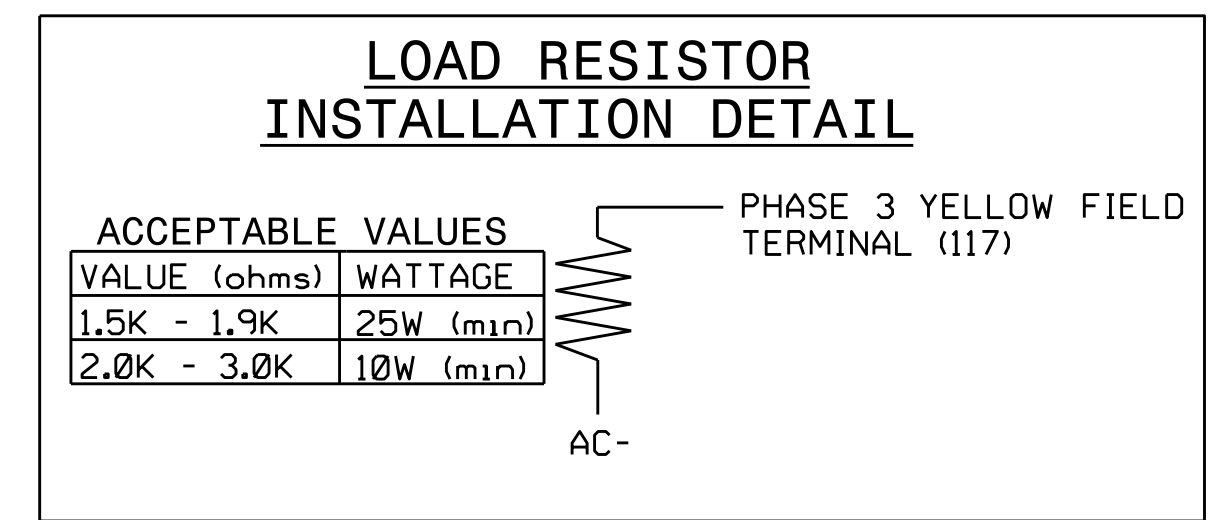 LOAD RESISTOR
INSTALLATION DETAIL
ACCEPTABLE VALUES
VALUE (ohms) WATTAGE
1.5K - 1.9K 25W (min)
2.0K - 3.0K 10W (min)
PHASE 3 YELLOW FIELD
TERMINAL (117)
AC-